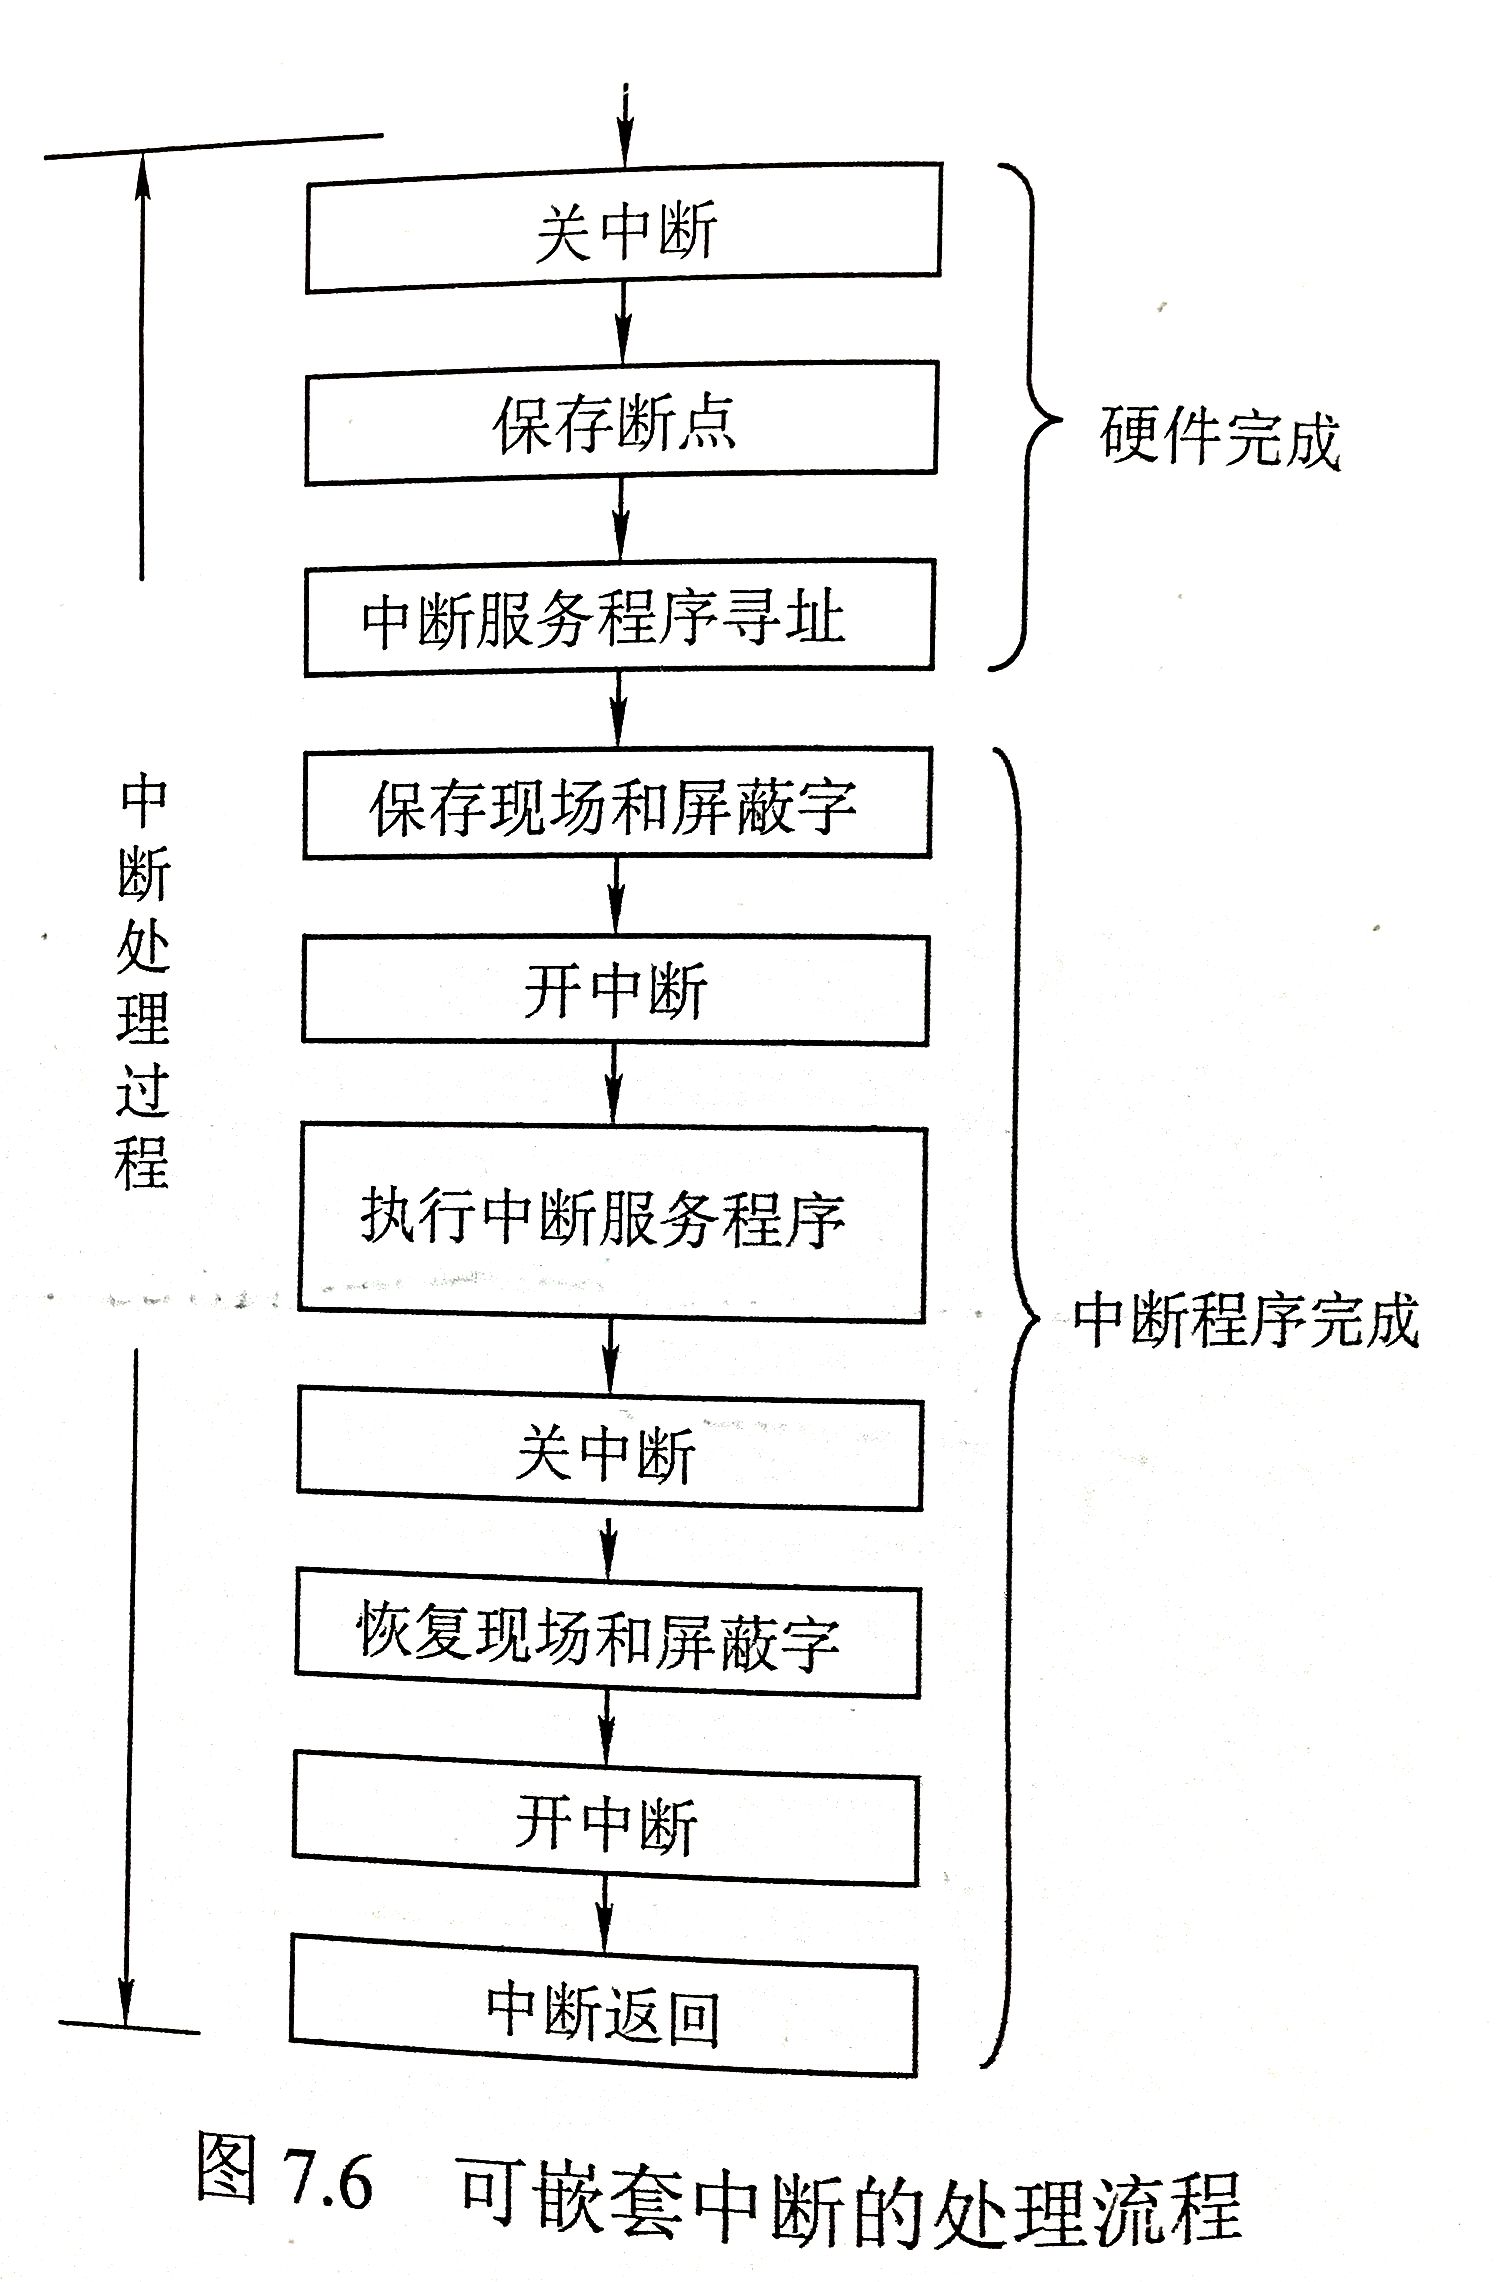 关中断
保存断点
中断服务程序寻址
硬件完成
保存现场和屏蔽字
开中断
执行中断服务程序
关中断
恢复现场和屏蔽字
开中断
中断返回
中断程序完成
中断处理过程
图 7.6 可嵌套中断的处理流程